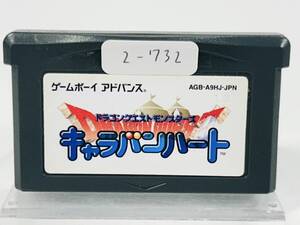 2-'732
ゲームボーイ アドバンス
AGB-A9HJ-JPN
ドラゴンクエストモンスターズ
キャラバンハート
TM